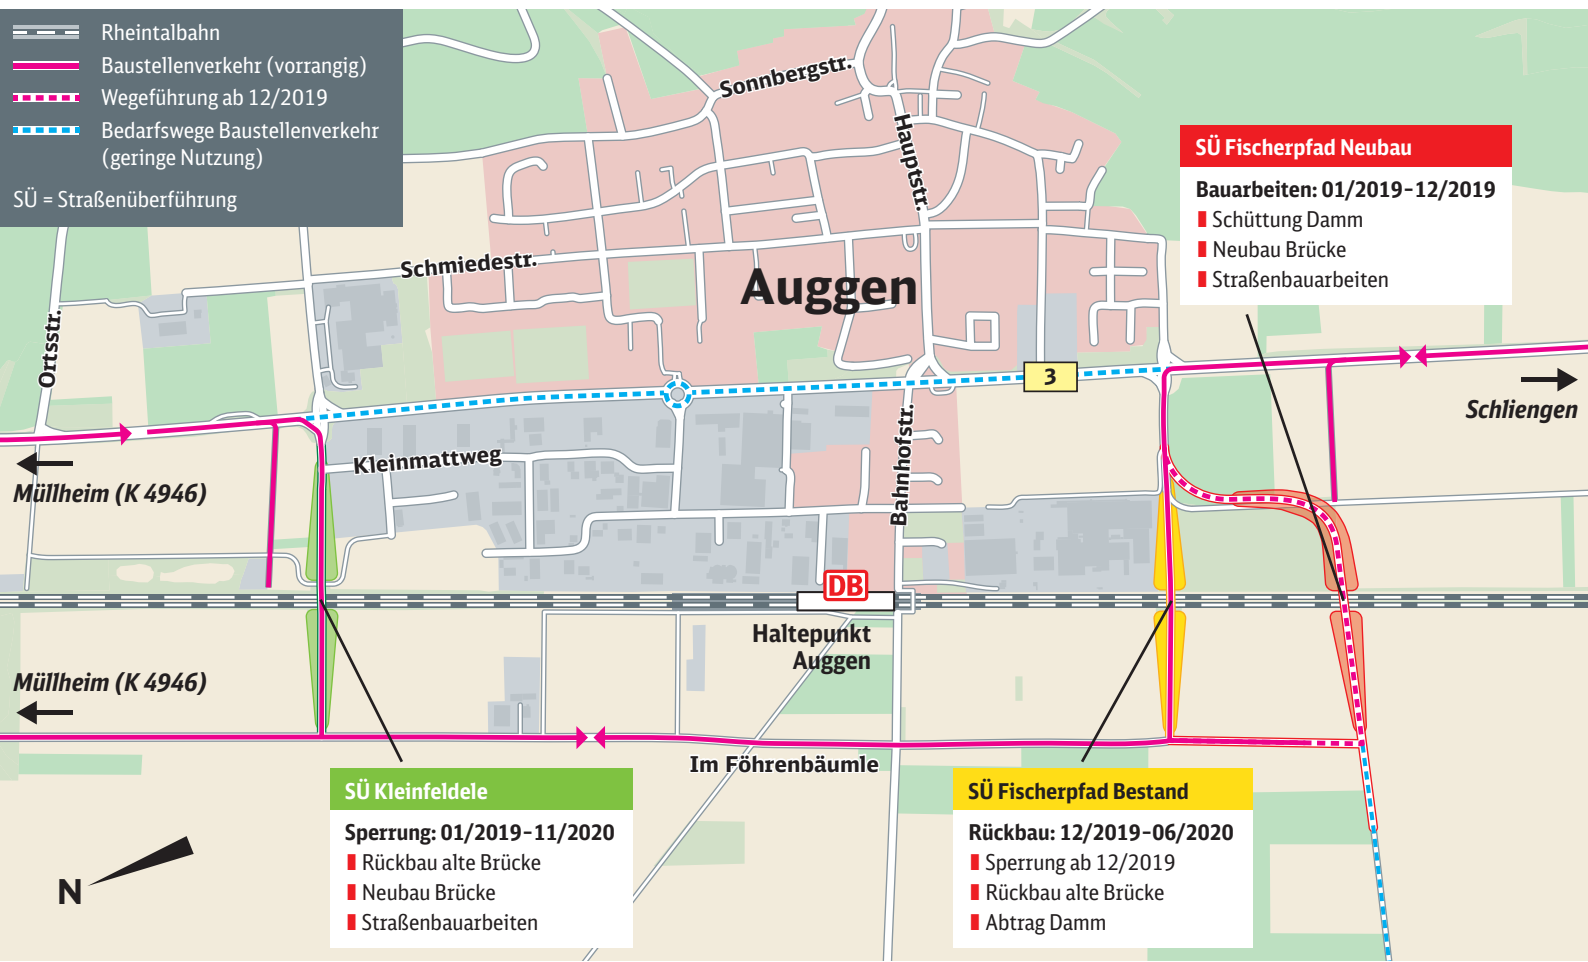 Rheintalbahn
Baustellenverkehr (vorrangig)
Wegeführung ab 12/2019
Bedarfswege Baustellenverkehr
(geringe Nutzung)
SÜ = Straßenüberführung
Sonnbergstr.
Hauptstr.
Schmiedestr.
Auggen
Ortsstr.
SÜ Fischerpfad Neubau
Bauarbeiten: 01/2019–12/2019
Schüttung Damm
Neubau Brücke
Straßenbauarbeiten
3
Schliengen
Müllheim (K 4946)
Kleinmattweg
Bahnhofstr.
DB
Haltepunkt
Auggen
Müllheim (K 4946)
Im Föhrenbäumle
SÜ Kleinfeldele
Sperrung: 01/2019–11/2020
Rückbau alte Brücke
Neubau Brücke
Straßenbauarbeiten
SÜ Fischerpfad Bestand
Rückbau: 12/2019–06/2020
Sperrung ab 12/2019
Rückbau alte Brücke
Abtrag Damm
N